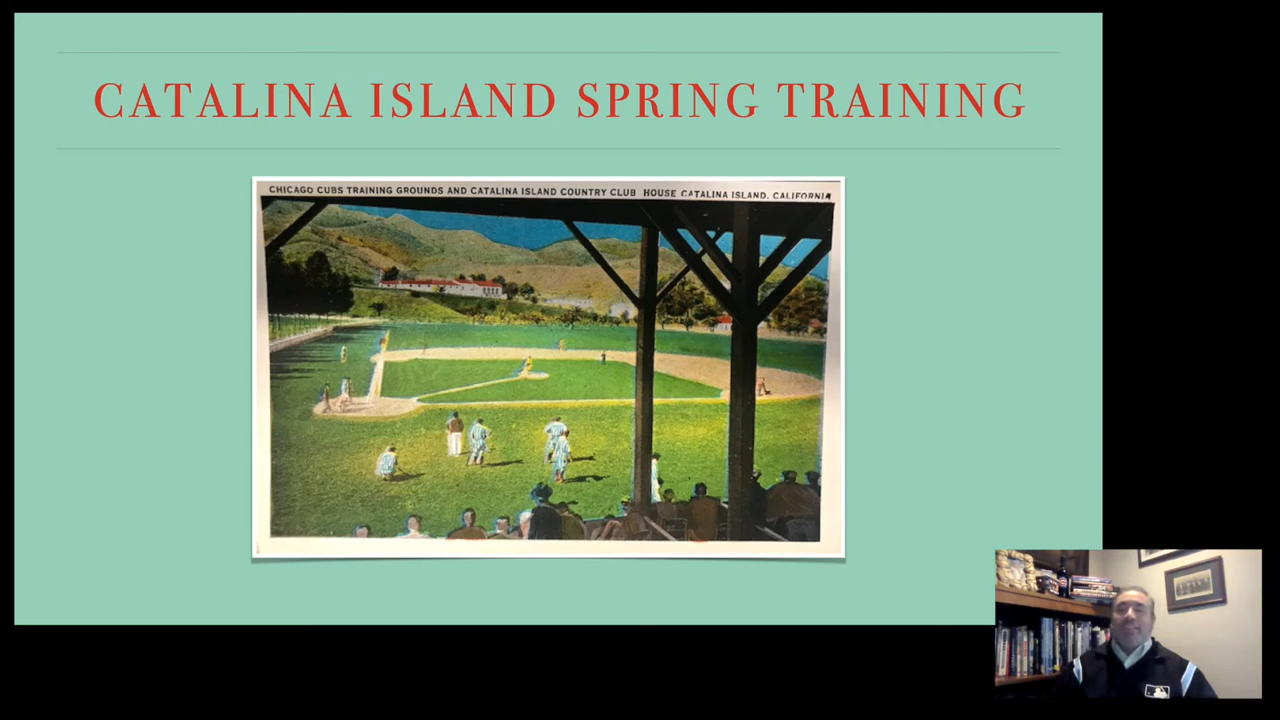 CATALINA ISLAND SPRING TRAINING
CHICAGO CUBS TRAINING GROUNDS AND CATALINA ISLAND COUNTRY CLUB HOUSE CATALINA ISLAND, CALIFORNIA